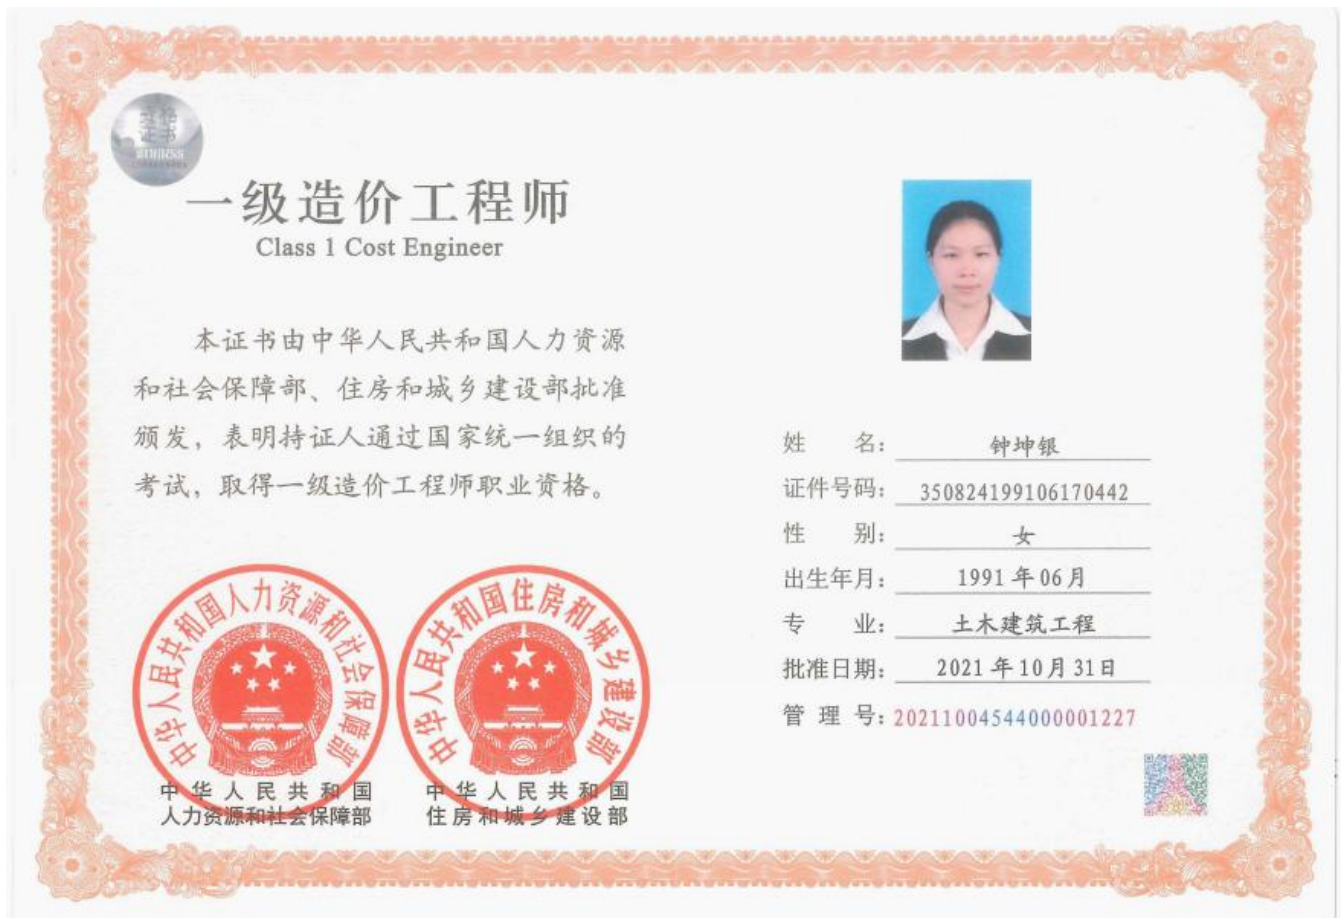 资格
证书
MOHRSS
一级造价工程师
Class 1 Cost Engineer
本证书由中华人民共和国人力资源
和社会保障部、住房和城乡建设部批准
颁发，表明持证人通过国家统一组织的
考试，取得一级造价工程师职业资格。
中华人民共和国人力资源和社会保障部
中华人民共和国
人力资源和社会保障部
中华人民共和国住房和城乡建设部
中华人民共和国
住房和城乡建设部
姓 名： 钟坤银
证件号码： 350824199106170442
性 别： 女
出生年月： 1991年06月
专 业： 土木建筑工程
批准日期： 2021年10月31日
管 理 号：20211004544000001227